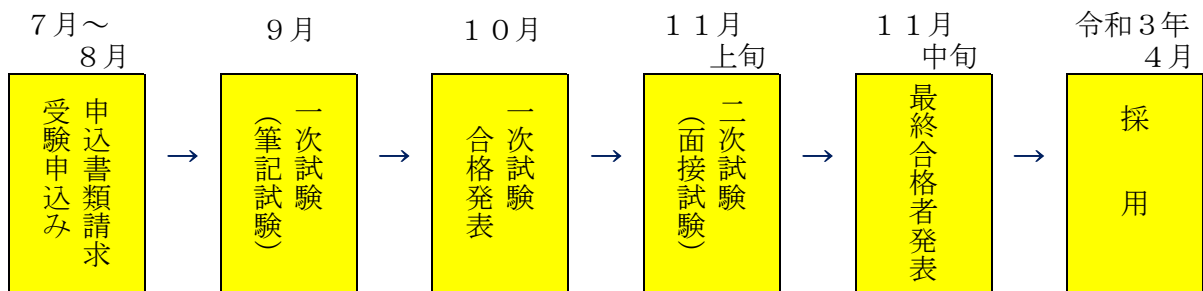 ７月～
８月
申込書類請求
受験申込み
→
９月
一次試験
（筆記試験）
→
１０月
一次試験
合格発表
→
１１月
上旬
二次試験
（面接試験）
→
１１月
中旬
最終合格者発表
→
令和３年
４月
採用